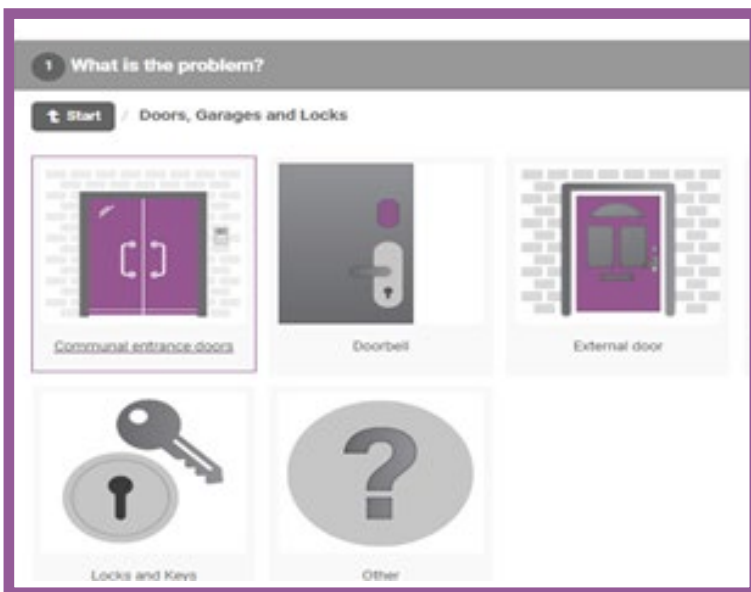 1 What is the problem?
Start / Doors, Garages and Locks
Communal entrance doors
Doorbell
External door
Locks and Keys
?
Other